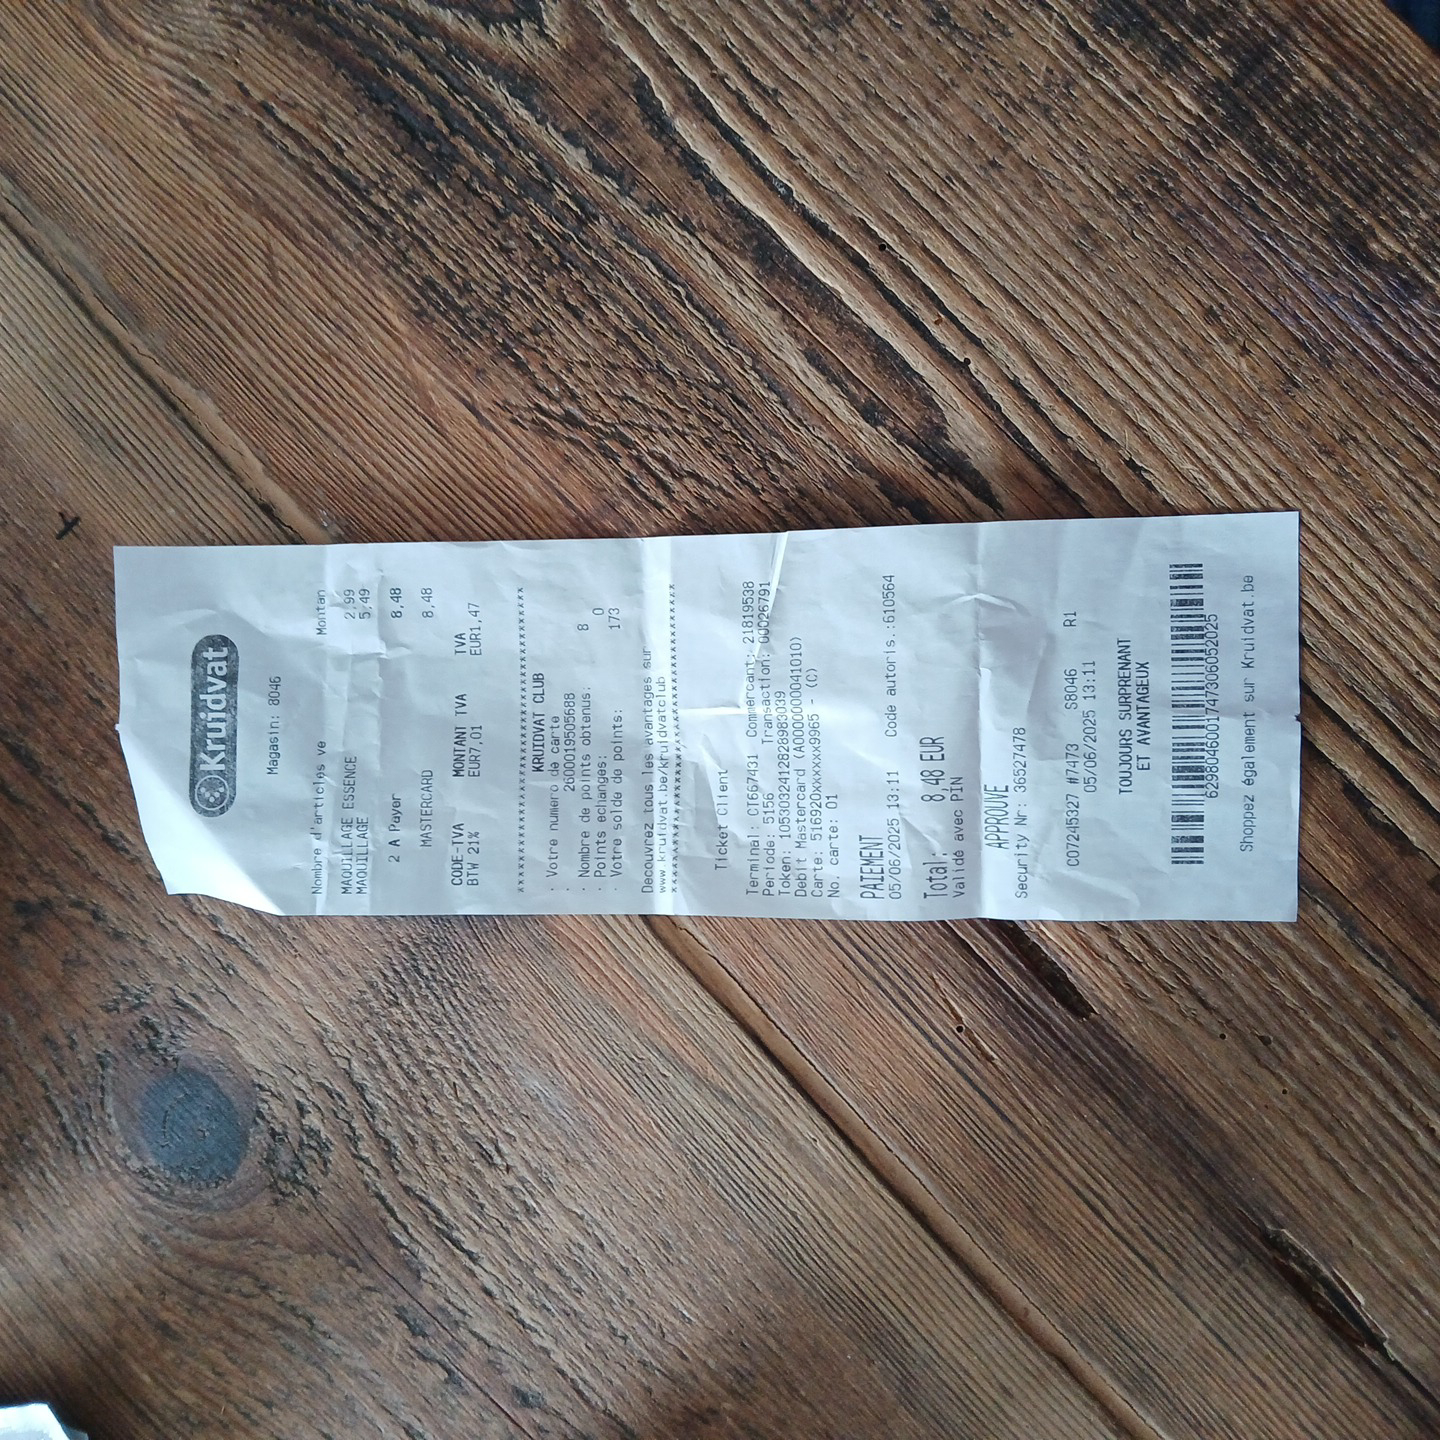 Kruidvat
Magasin: 8046
Nombre d'articles ve Montan
MAQUILLAGE ESSENCE 2,99
MAQUILLAGE 5,49
2 A Payer 8,48
MASTERCARD 8,48
CODE-TVA MONTANT TVA TVA
BTW 21% EUR7,01 EUR1,47
KRUIDVAT CLUB
· Votre numero de carte
· 2600019505688
· Nombre de points obtenus: 8
· Points echanges: 0
· Votre solde de points: 173
Decouvrez tous les avantages sur
www.kruidvat.be/kruidvatclub
Ticket Client
Terminal: CT667431 Commercant: 21819538
Periode: 5156 Transaction: 00026791
Token: 1053032412828983039
Debit Mastercard (A0000000041010)
Carte: 516920xxxxxx9965 - (C)
No. carte: 01
PAIEMENT
05/06/2025 13:11 Code autoris.:610564
Total: 8,48 EUR
Validé avec PIN
APPROUVE
Security Nr: 36527478
C07245327 #7473 S8046 R1
05/06/2025 13:11
TOUJOURS SURPRENANT
ET AVANTAGEUX
6298046001747306052025
Shoppez également sur Kruidvat.be